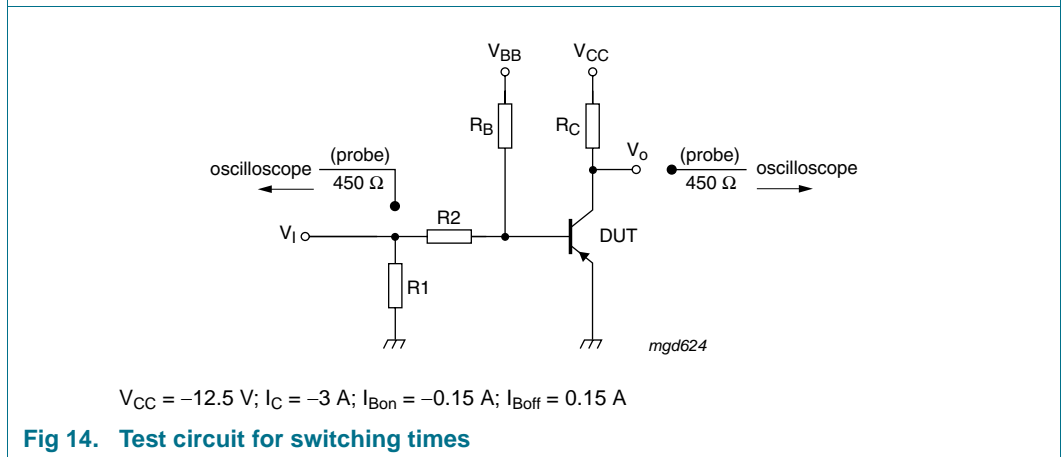 VBB
VCC
RB
RC
Vo
(probe)
450 Ω
oscilloscope
(probe)
450 Ω
oscilloscope
R2
VI
DUT
R1
mgd624
VCC = −12.5 V; IC = −3 A; IBon = −0.15 A; IBoff = 0.15 A
Fig 14. Test circuit for switching times